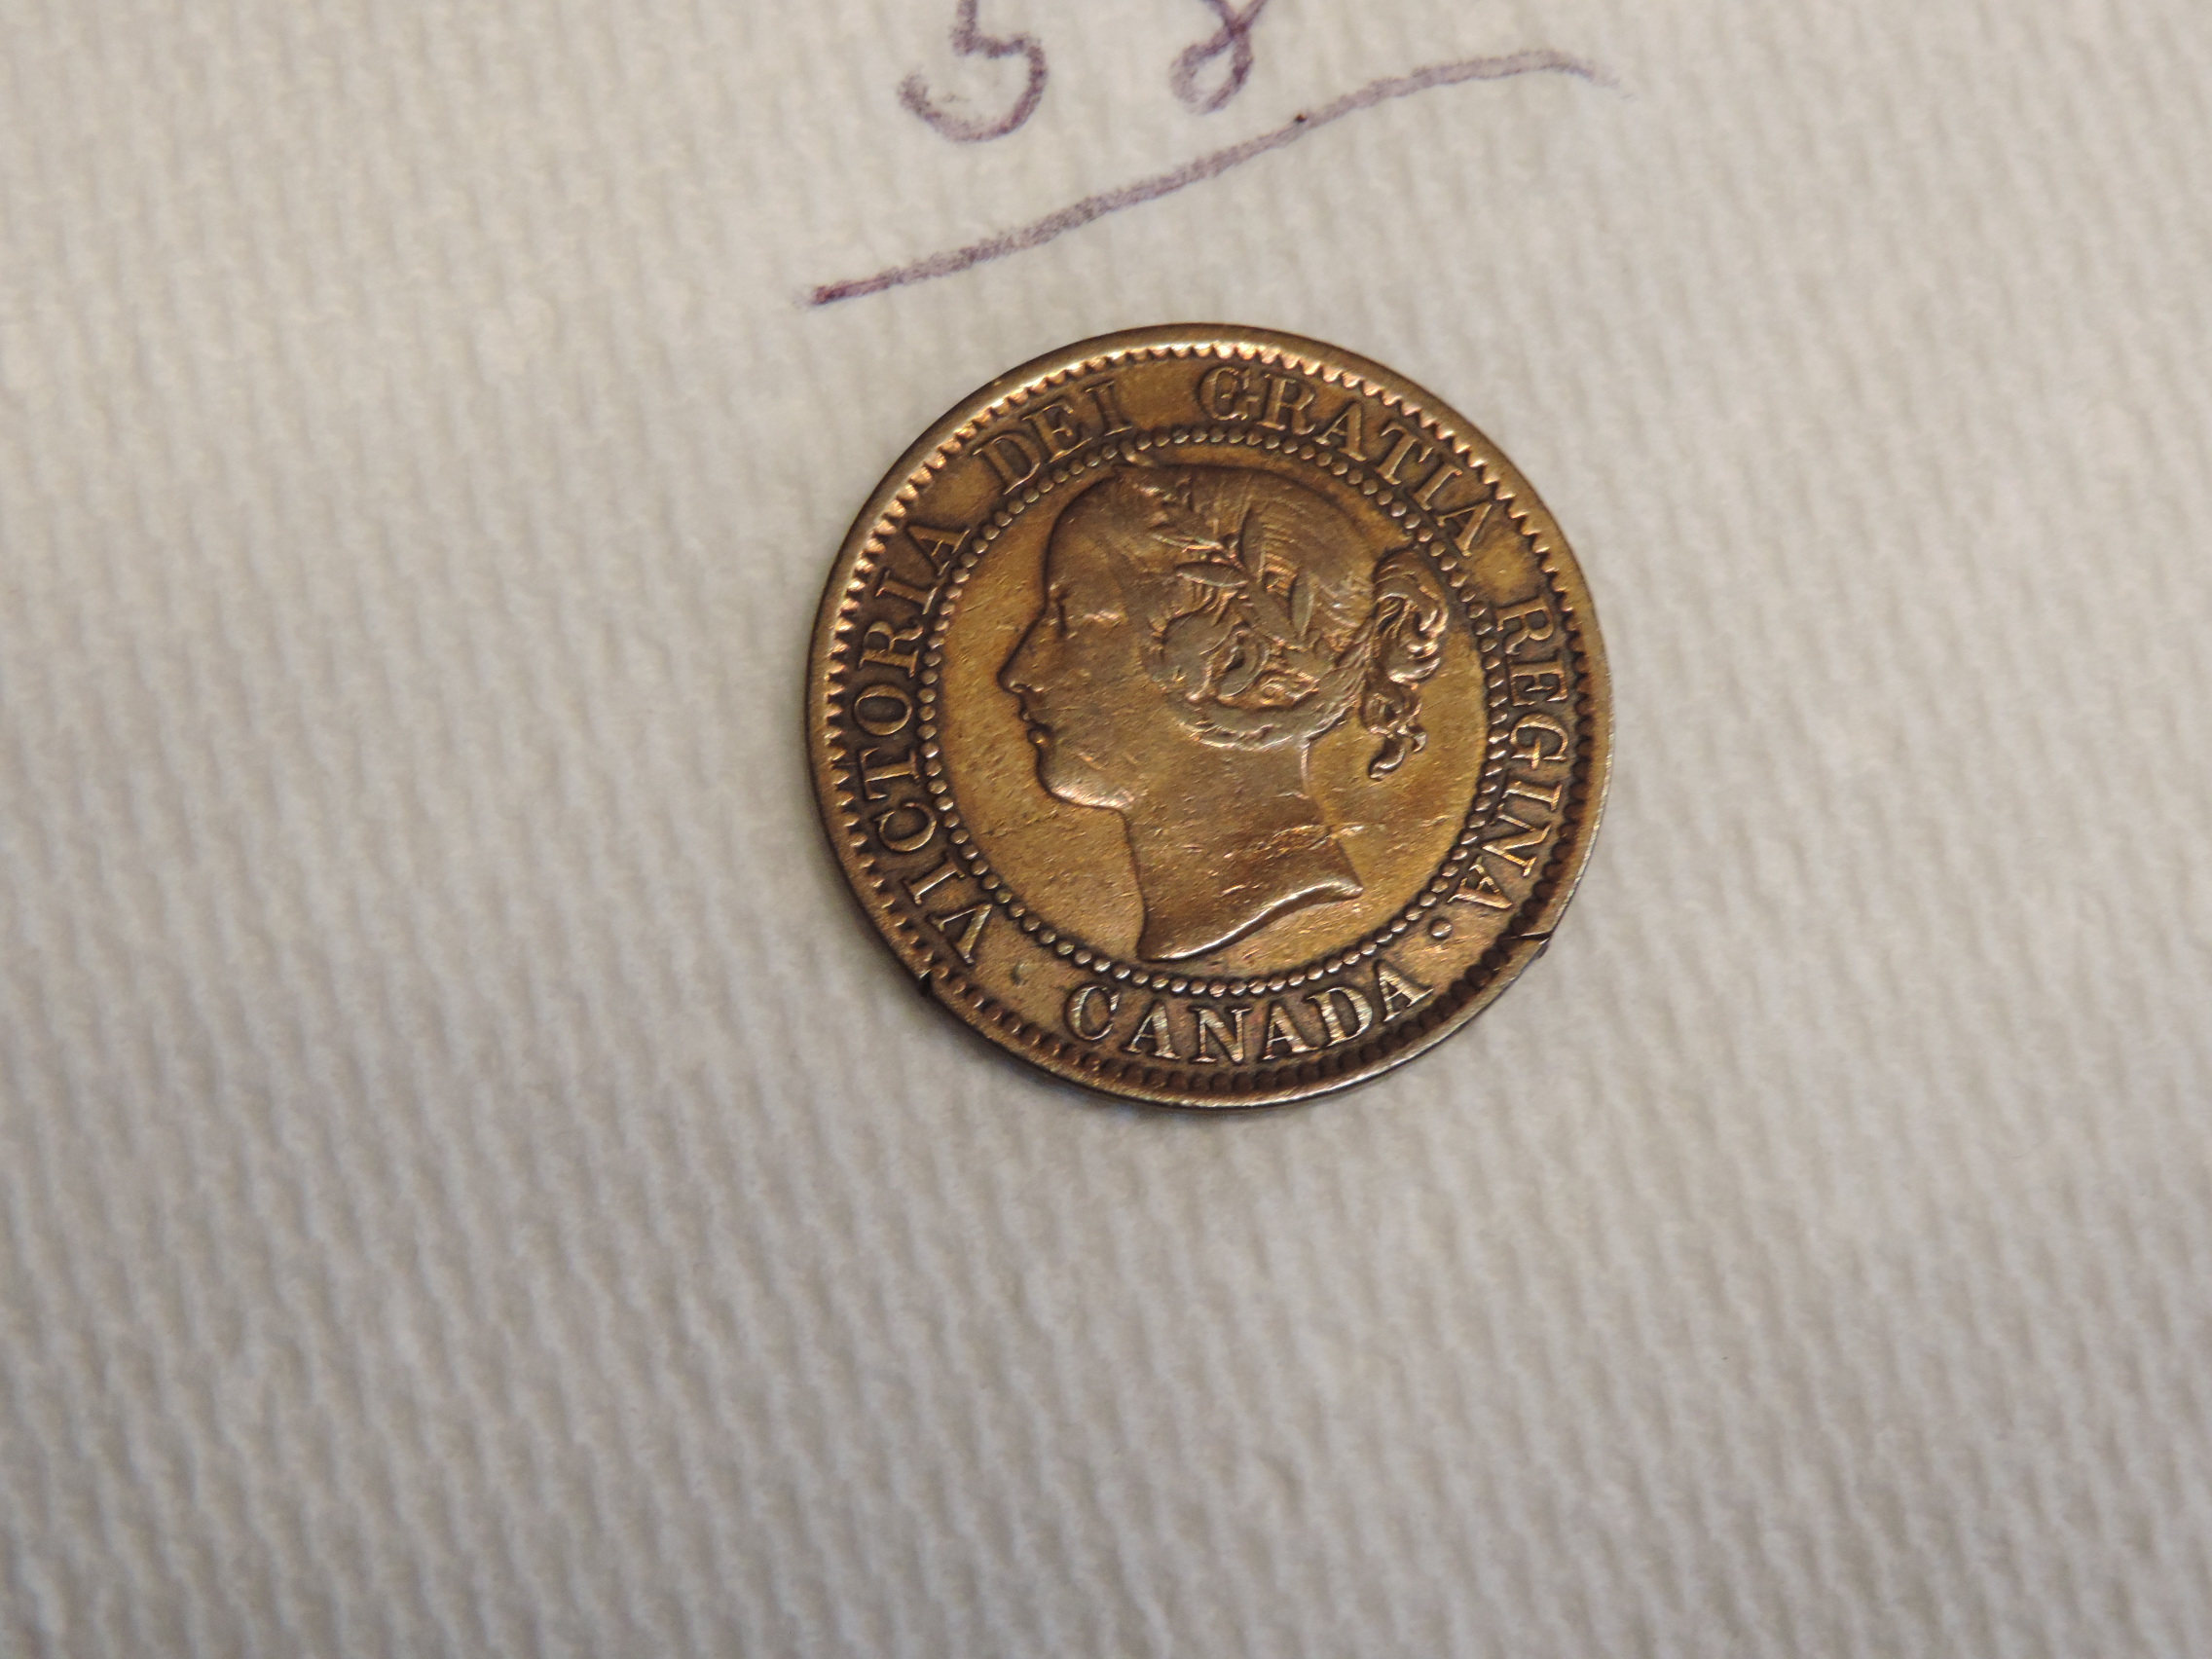 58
VICTORIA DEI GRATIA REGINA.
CANADA